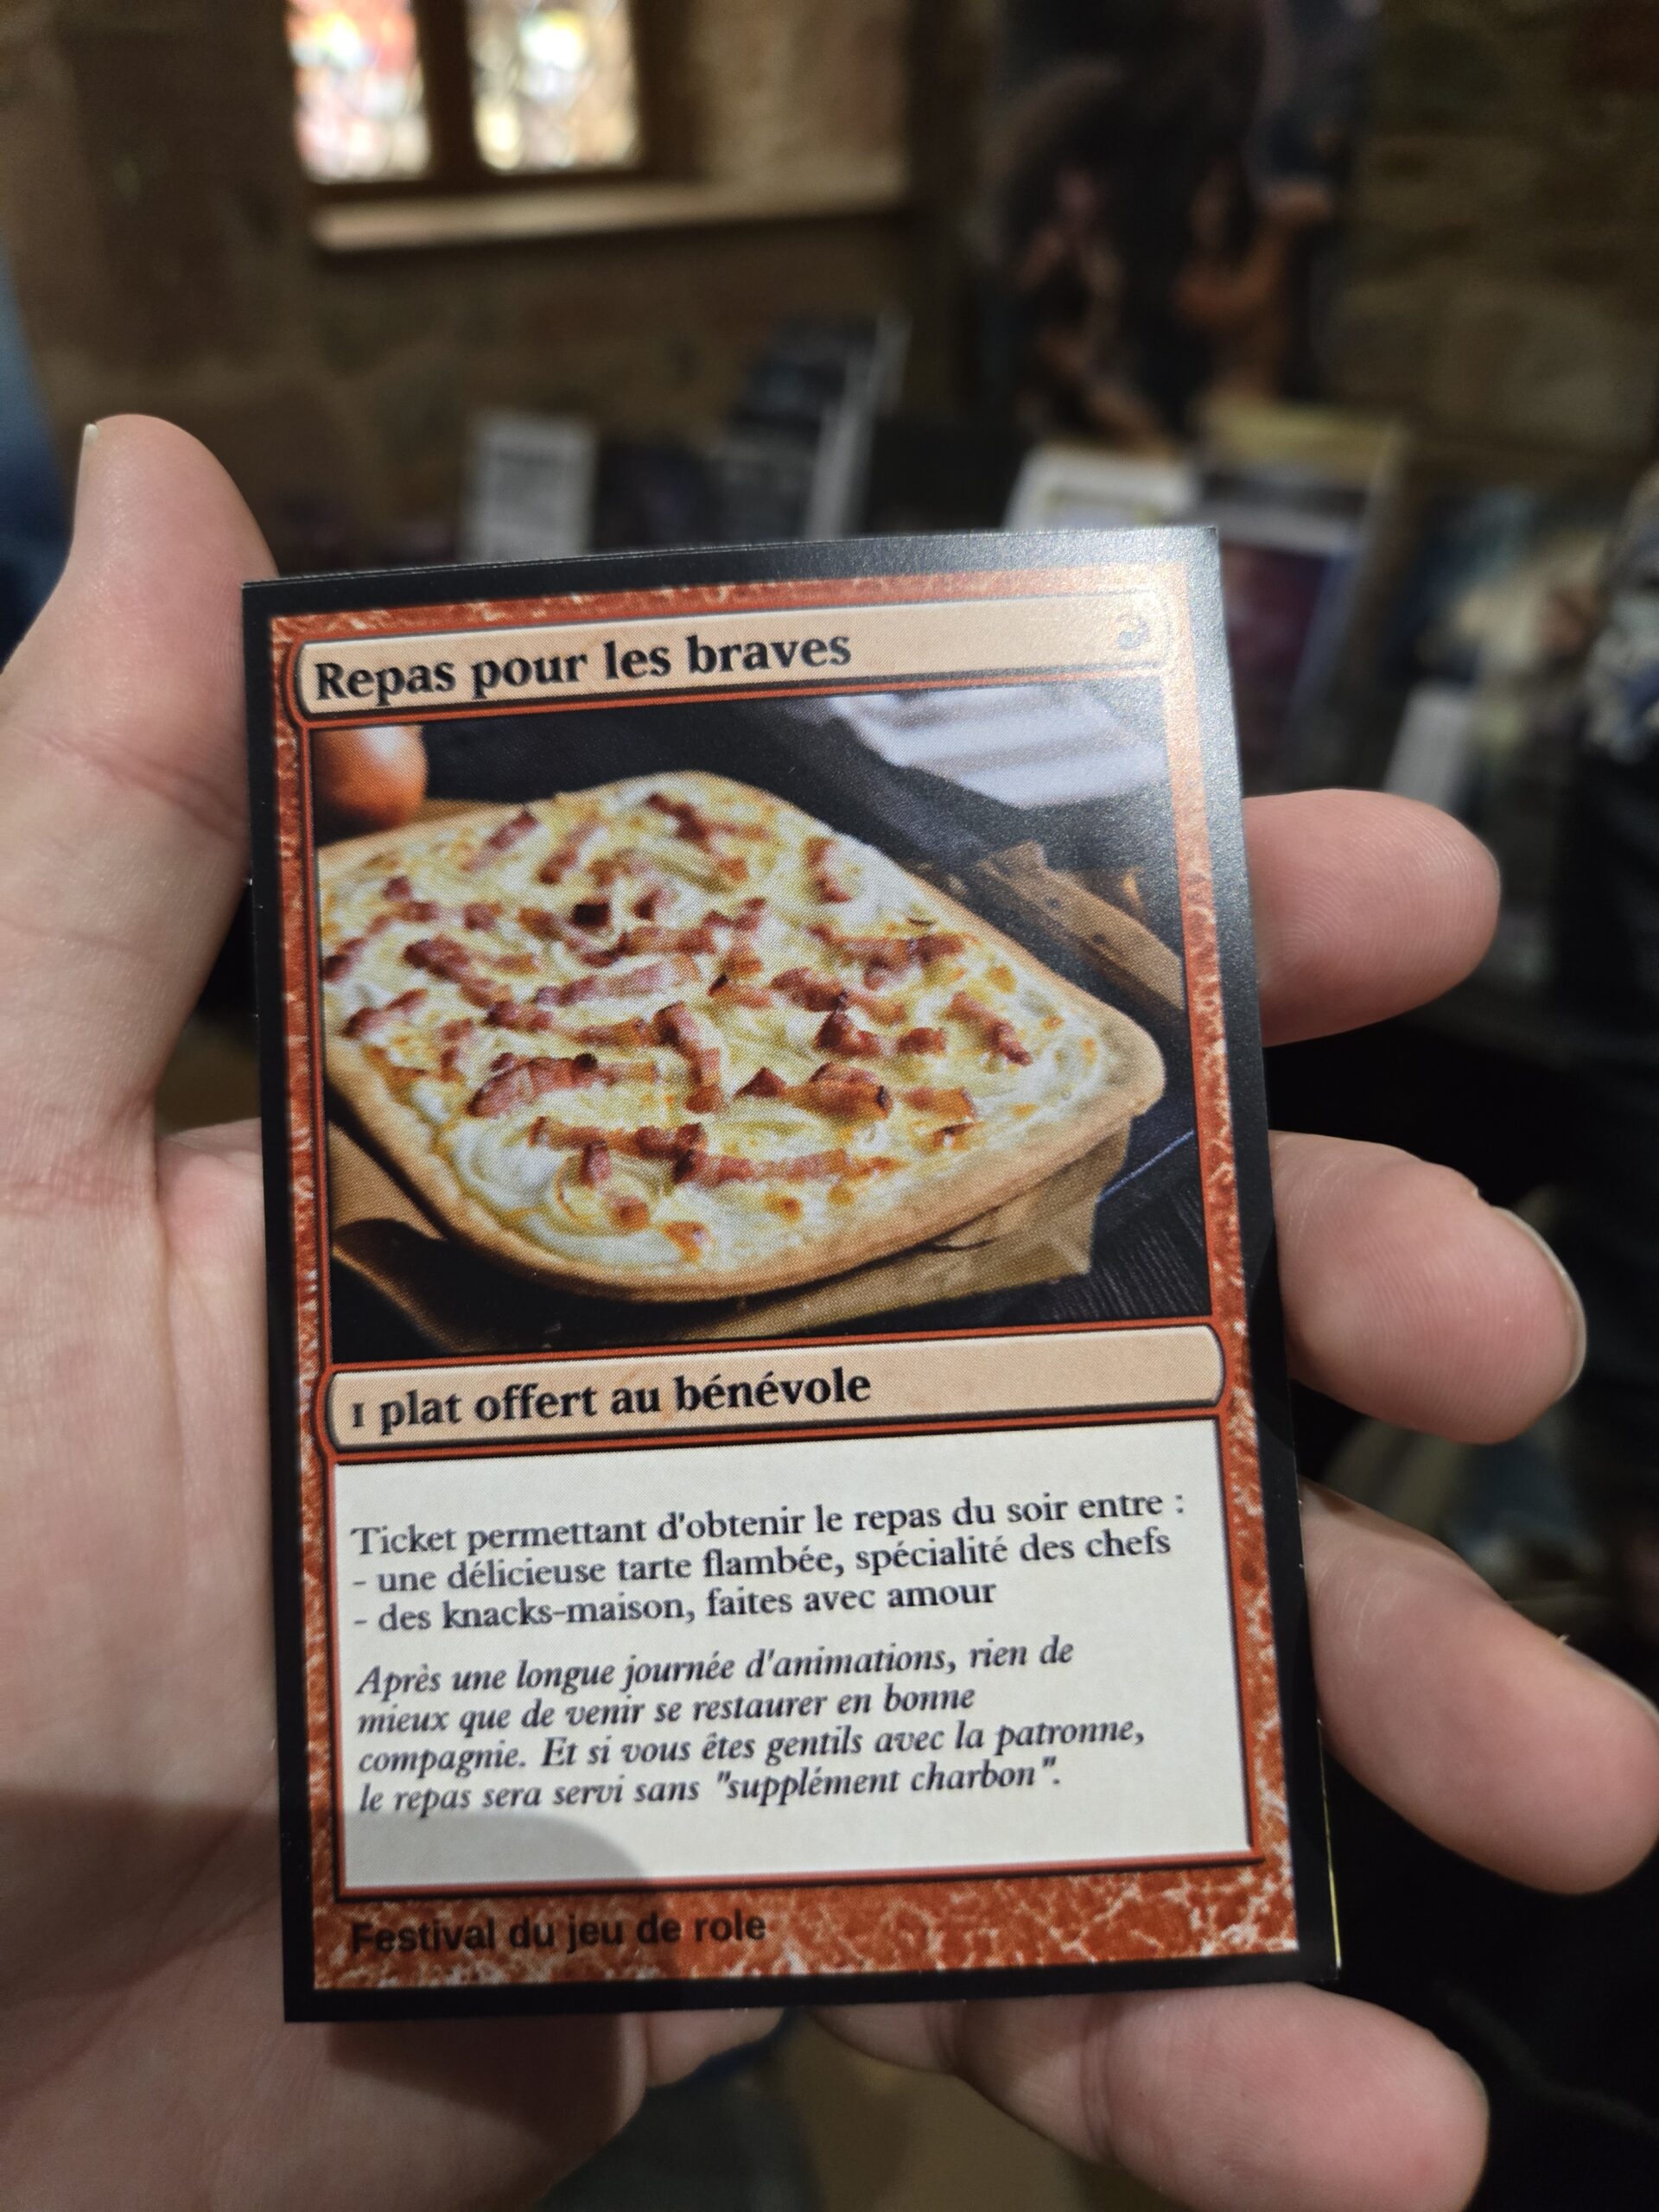 Repas pour les braves
1 plat offert au bénévole
Ticket permettant d'obtenir le repas du soir entre :
- une délicieuse tarte flambée, spécialité des chefs
- des knacks-maison, faites avec amour
Après une longue journée d'animations, rien de
mieux que de venir se restaurer en bonne
compagnie. Et si vous êtes gentils avec la patronne,
le repas sera servi sans "supplément charbon".
Festival du jeu de role